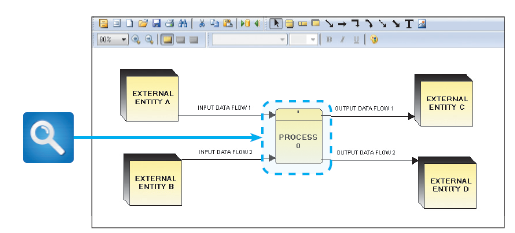 80%
B I U
EXTERNAL
ENTITY A
INPUT DATA FLOW 1
OUTPUT DATA FLOW 1
EXTERNAL
ENTITY C
PROCESS
0
INPUT DATA FLOW 2
OUTPUT DATA FLOW 2
EXTERNAL
ENTITY B
EXTERNAL
ENTITY D